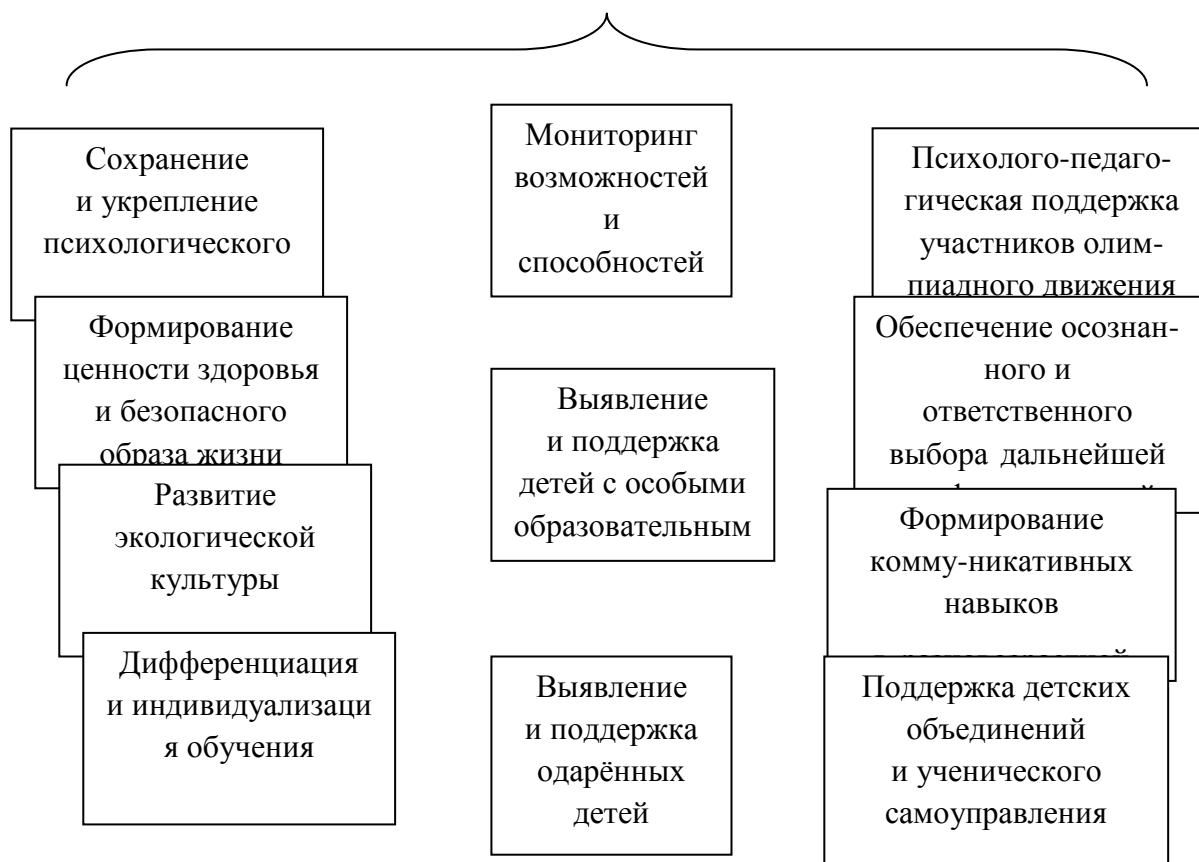 Сохранение
и укрепление
психологического
Формирование
ценности здоровья
и безопасного
образа жизни
Развитие
экологической
культуры
Дифференциация
и индивидуализаци
я обучения
Мониторинг
возможностей
и
способностей
Выявление
и поддержка
детей с особыми
образовательным
Выявление
и поддержка
одарённых
детей
Психолого-педаго-
гическая поддержка
участников олим-
пиадного движения
Обеспечение осознан-
ного и
ответственного
выбора дальнейшей
Формирование
комму-никативных
навыков
Поддержка детских
объединений
и ученического
самоуправления